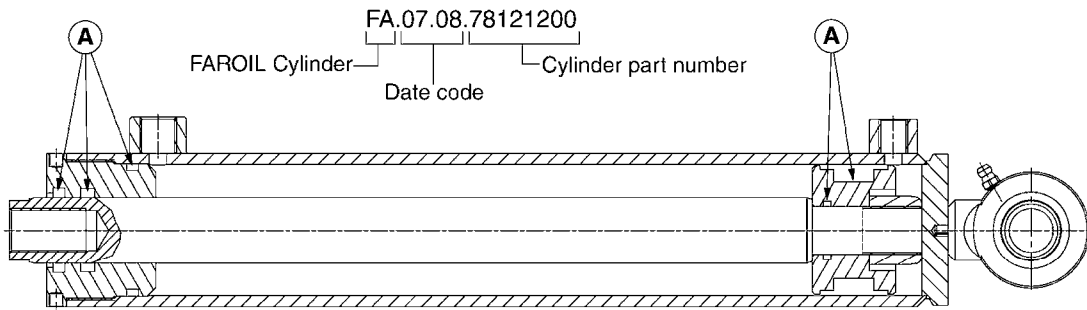 FA.07.08.78121200
A
A
FAROIL Cylinder
Cylinder part number
Date code